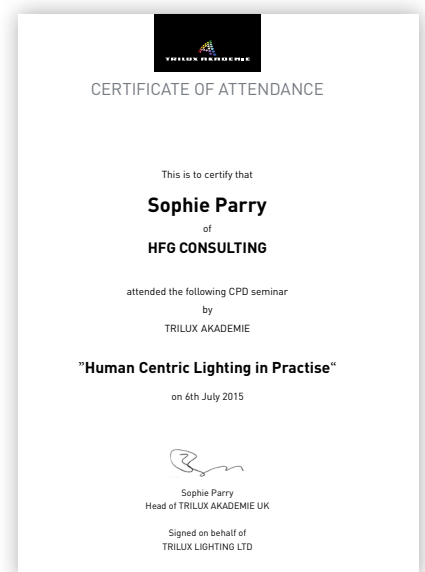 TRILUX AKADEMIE
CERTIFICATE OF ATTENDANCE
This is to certify that
Sophie Parry
of
HFG CONSULTING
attended the following CPD seminar
by
TRILUX AKADEMIE
"Human Centric Lighting in Practise“
on 6th July 2015
Sophie Parry
Head of TRILUX AKADEMIE UK
Signed on behalf of
TRILUX LIGHTING LTD